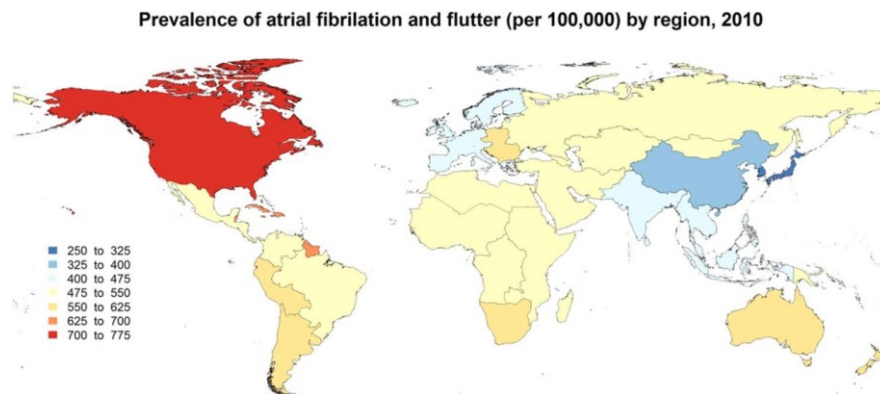 Prevalence of atrial fibrilation and flutter (per 100,000) by region, 2010
250 to 325
325 to 400
400 to 475
475 to 550
550 to 625
625 to 700
700 to 775